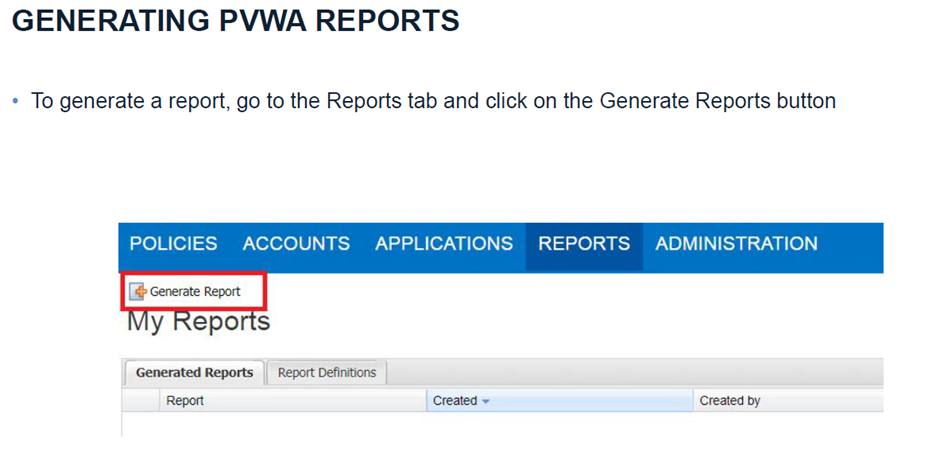 GENERATING PVWA REPORTS
• To generate a report, go to the Reports tab and click on the Generate Reports button
POLICIES ACCOUNTS APPLICATIONS REPORTS ADMINISTRATION
Generate Report
My Reports
Generated Reports Report Definitions
Report Created Created by